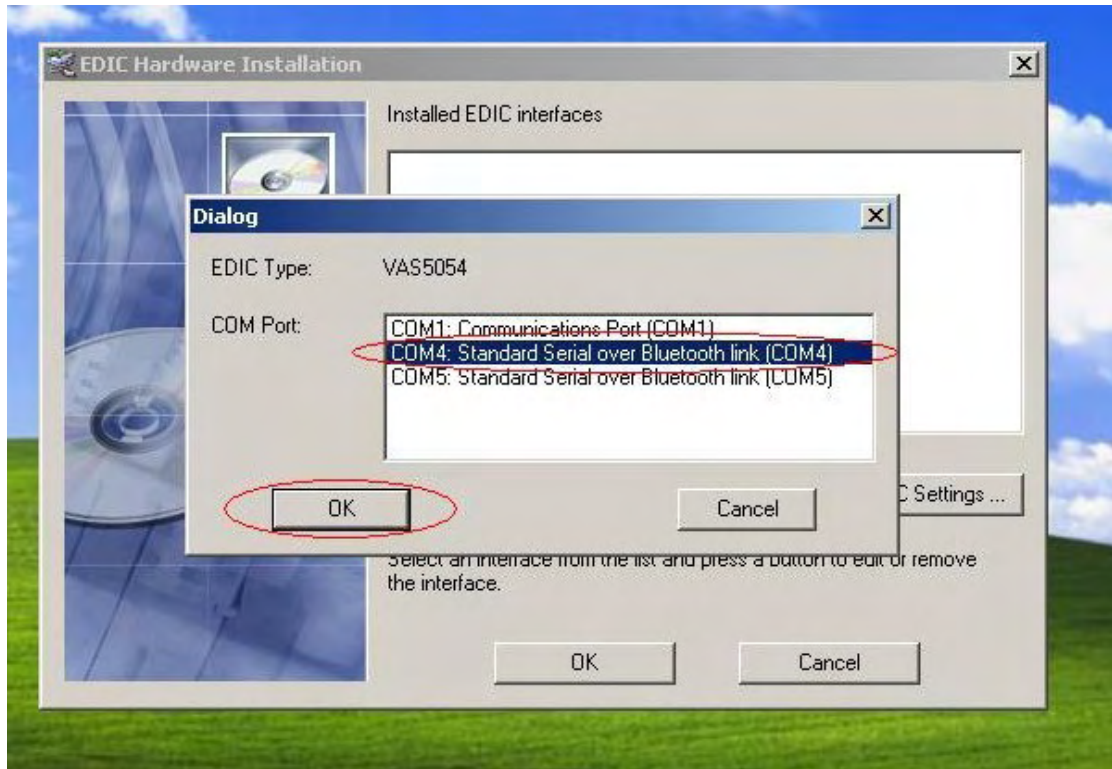 EDIC Hardware Installation
Installed EDIC interfaces
Dialog
EDIC Type: VAS5054
COM Port:
COM1: Communications Port (COM1)
COM4: Standard Serial over Bluetooth link (COM4)
COM5: Standard Serial over Bluetooth link (COM5)
OK Cancel
C Settings ...
Select an interface from the list and press a button to edit or remove
the interface.
OK Cancel